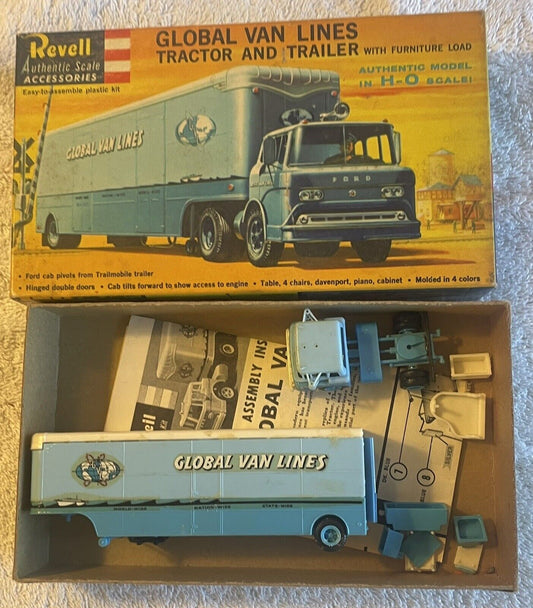 Revell
Authentic Scale
ACCESSORIES
Easy-to-assemble plastic kit
GLOBAL VAN LINES
TRACTOR AND TRAILER WITH FURNITURE LOAD
AUTHENTIC MODEL
IN H-O SCALE!
GLOBAL VAN LINES
FORD
• Ford cab pivots from Trailmobile trailer
• Hinged double doors • Cab tilts forward to show access to engine • Table, 4 chairs, davenport, piano, cabinet • Molded in 4 colors
ASSEMBLY INS
OBAL VA
GLOBAL VAN LINES
WORLD-WIDE NATION-WIDE STATE-WIDE
DK. BLUE
7
8